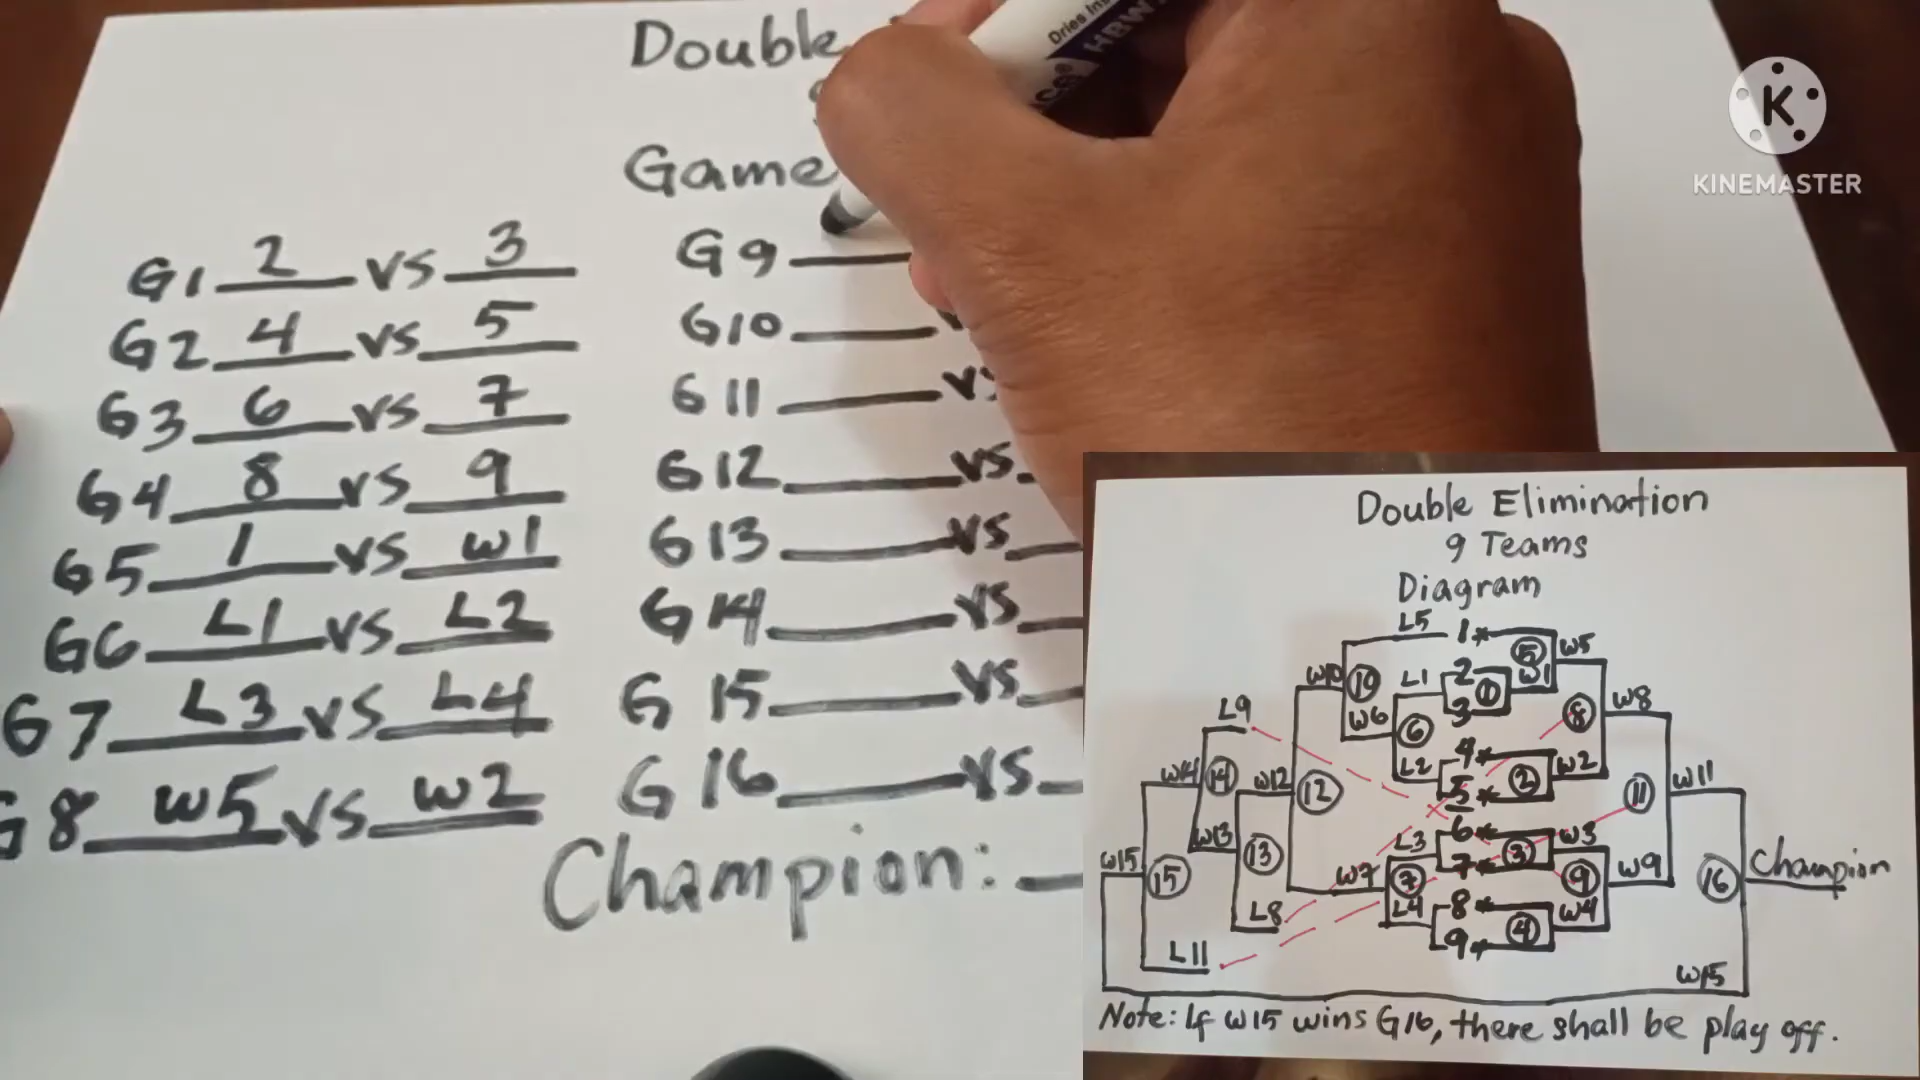 Double
Game
G1 2 vs 3
G2 4 vs 5
G3 6 vs 7
G4 8 vs 9
G5 1 vs W1
G6 L1 vs L2
G7 L3 vs L4
G8 W5 vs W2
G9
G10
G11 vs
G12 vs
G13 vs
G14 vs
G15 vs
G16 vs
Champion:
Dries
HBW
K
KINEMASTER
Double Elimination
9 Teams
Diagram
L5 1 5 W5
W10 10 L1 2 1 W1
L9 W6 6 3 8 W8
W14 14 W12 12 L2 4 2 W2 11 W11
5
W13 13 L3 6 3 W3
W15 15 W7 7 7 9 W9 16 Champion
L8 L4 8 4 W4
9
L11 W15
Note: If W15 wins G16, there shall be play off.